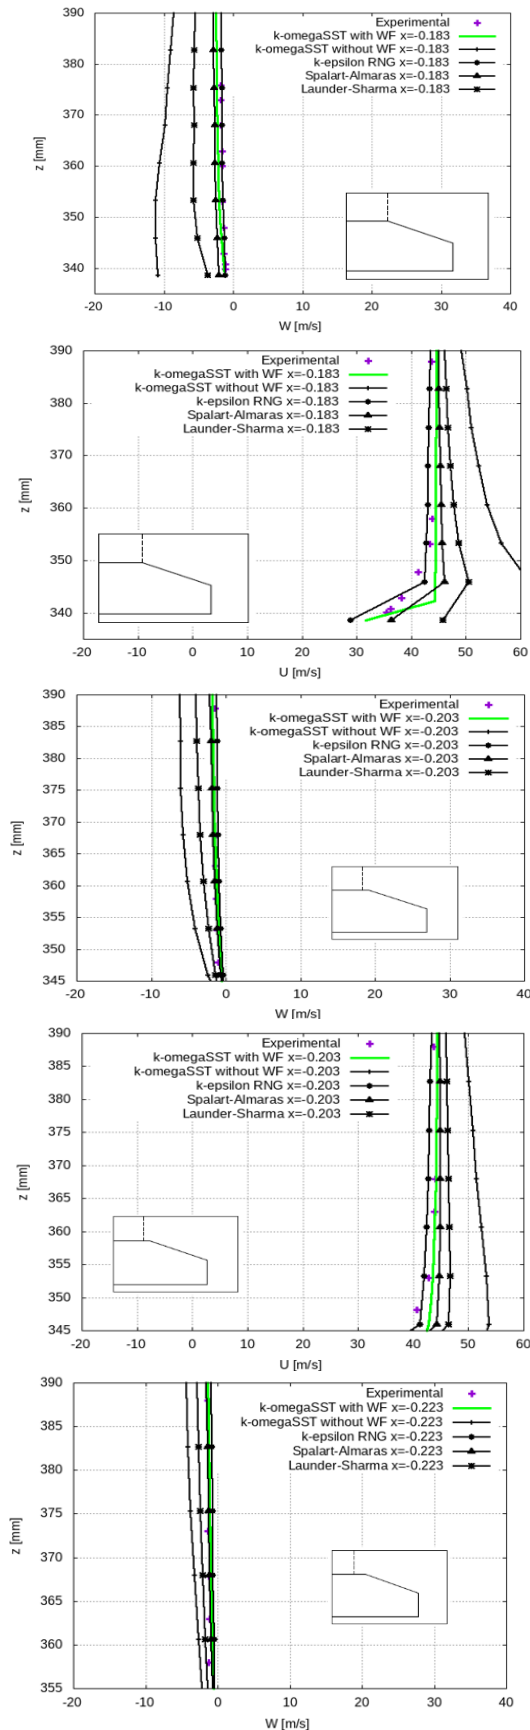 Experimental
k-omegaSST with WF x=-0.183
k-omegaSST without WF x=-0.183
k-epsilon RNG x=-0.183
Spalart-Almaras x=-0.183
Launder-Sharma x=-0.183
390
380
370
360
350
340
z [mm]
-20
-10
0
10
20
30
40
W [m/s]
Experimental
k-omegaSST with WF x=-0.183
k-omegaSST without WF x=-0.183
k-epsilon RNG x=-0.183
Spalart-Almaras x=-0.183
Launder-Sharma x=-0.183
390
380
370
360
350
340
z [mm]
-20
-10
0
10
20
30
40
50
60
U [m/s]
Experimental
k-omegaSST with WF x=-0.203
k-omegaSST without WF x=-0.203
k-epsilon RNG x=-0.203
Spalart-Almaras x=-0.203
Launder-Sharma x=-0.203
390
385
380
375
370
365
360
355
350
345
z [mm]
-20
-10
0
10
20
30
40
W [m/s]
Experimental
k-omegaSST with WF x=-0.203
k-omegaSST without WF x=-0.203
k-epsilon RNG x=-0.203
Spalart-Almaras x=-0.203
Launder-Sharma x=-0.203
390
385
380
375
370
365
360
355
350
345
z [mm]
-20
-10
0
10
20
30
40
50
60
U [m/s]
Experimental
k-omegaSST with WF x=-0.223
k-omegaSST without WF x=-0.223
k-epsilon RNG x=-0.223
Spalart-Almaras x=-0.223
Launder-Sharma x=-0.223
390
385
380
375
370
365
360
355
z [mm]
-20
-10
0
10
20
30
40
W [m/s]